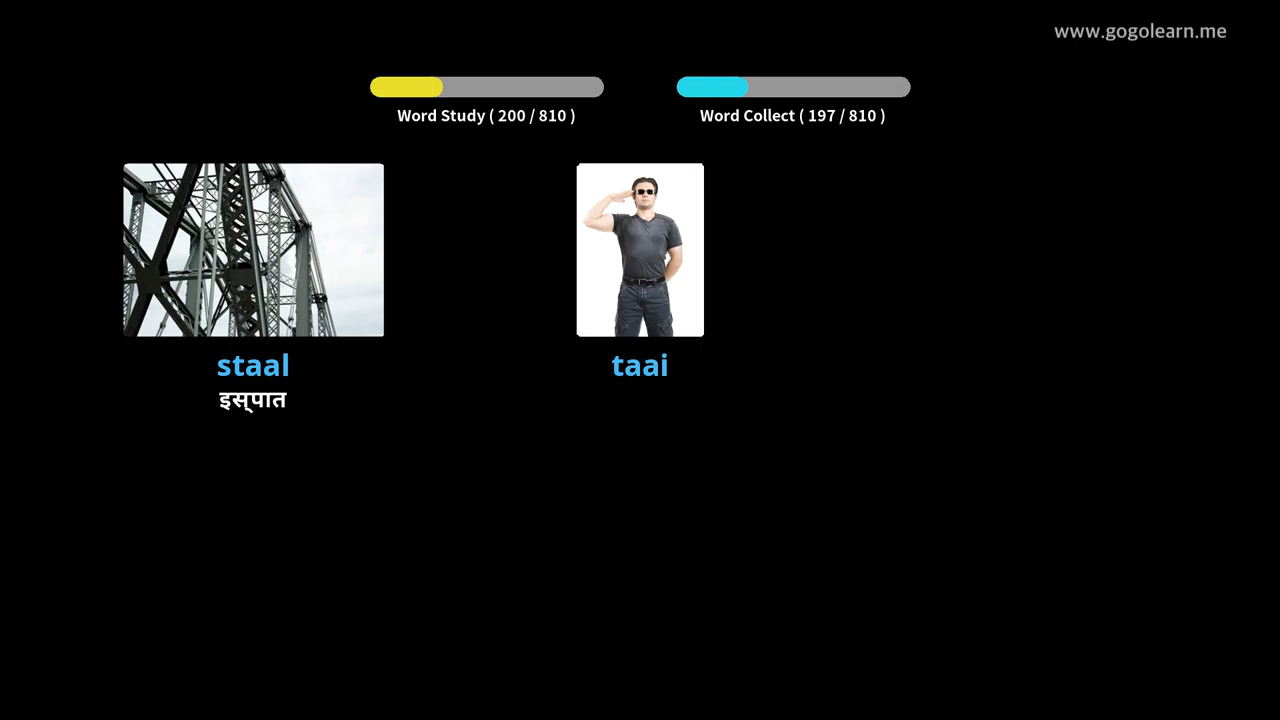 www.gogolearn.me
Word Study ( 200 / 810 )
Word Collect ( 197 / 810 )
staal
इस्पात
taai